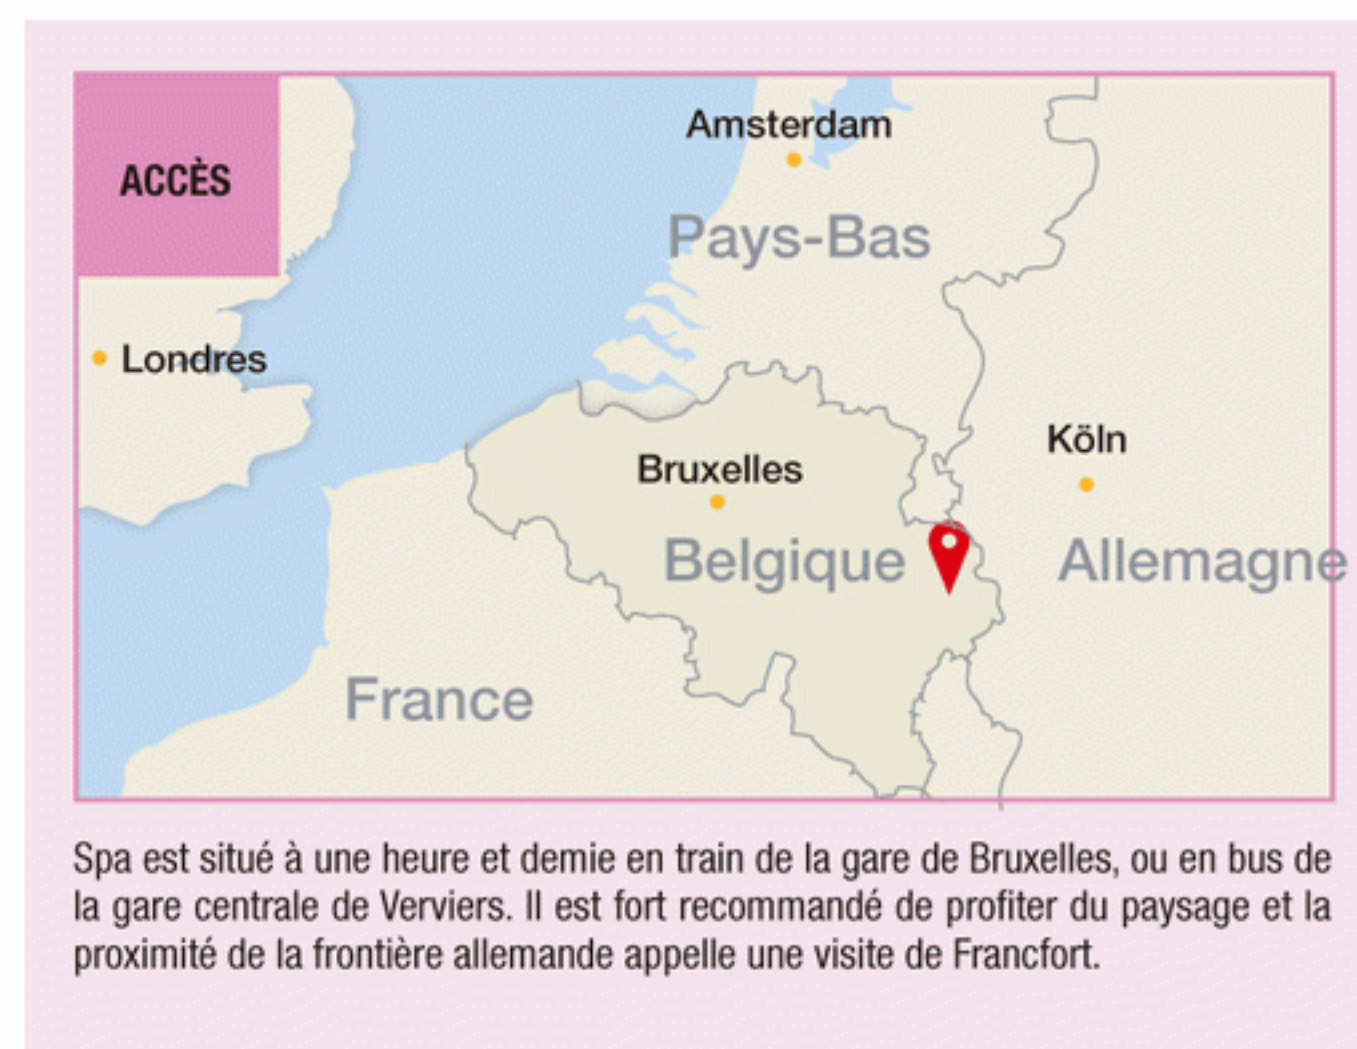 ACCÈS
Amsterdam
Pays-Bas
Londres
Köln
Bruxelles
Belgique
Allemagne
France
Spa est situé à une heure et demie en train de la gare de Bruxelles, ou en bus de
la gare centrale de Verviers. Il est fort recommandé de profiter du paysage et la
proximité de la frontière allemande appelle une visite de Francfort.